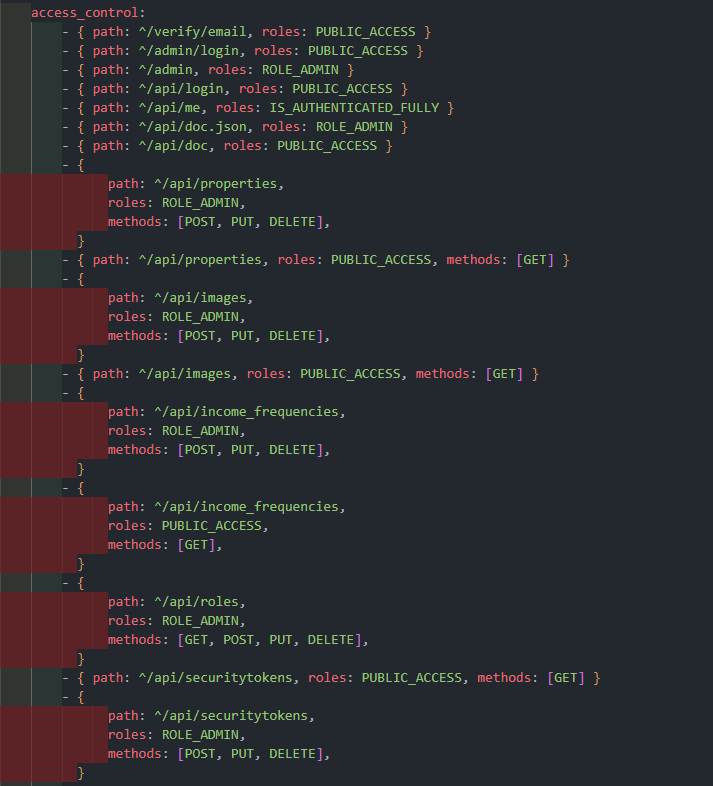 access_control:
- { path: ^/verify/email, roles: PUBLIC_ACCESS }
- { path: ^/admin/login, roles: PUBLIC_ACCESS }
- { path: ^/admin, roles: ROLE_ADMIN }
- { path: ^/api/login, roles: PUBLIC_ACCESS }
- { path: ^/api/me, roles: IS_AUTHENTICATED_FULLY }
- { path: ^/api/doc.json, roles: ROLE_ADMIN }
- { path: ^/api/doc, roles: PUBLIC_ACCESS }
- {
path: ^/api/properties,
roles: ROLE_ADMIN,
methods: [POST, PUT, DELETE],
}
- { path: ^/api/properties, roles: PUBLIC_ACCESS, methods: [GET] }
- {
path: ^/api/images,
roles: ROLE_ADMIN,
methods: [POST, PUT, DELETE],
}
- { path: ^/api/images, roles: PUBLIC_ACCESS, methods: [GET] }
- {
path: ^/api/income_frequencies,
roles: ROLE_ADMIN,
methods: [POST, PUT, DELETE],
}
- {
path: ^/api/income_frequencies,
roles: PUBLIC_ACCESS,
methods: [GET],
}
- {
path: ^/api/roles,
roles: ROLE_ADMIN,
methods: [GET, POST, PUT, DELETE],
}
- { path: ^/api/securitytokens, roles: PUBLIC_ACCESS, methods: [GET] }
- {
path: ^/api/securitytokens,
roles: ROLE_ADMIN,
methods: [POST, PUT, DELETE],
}